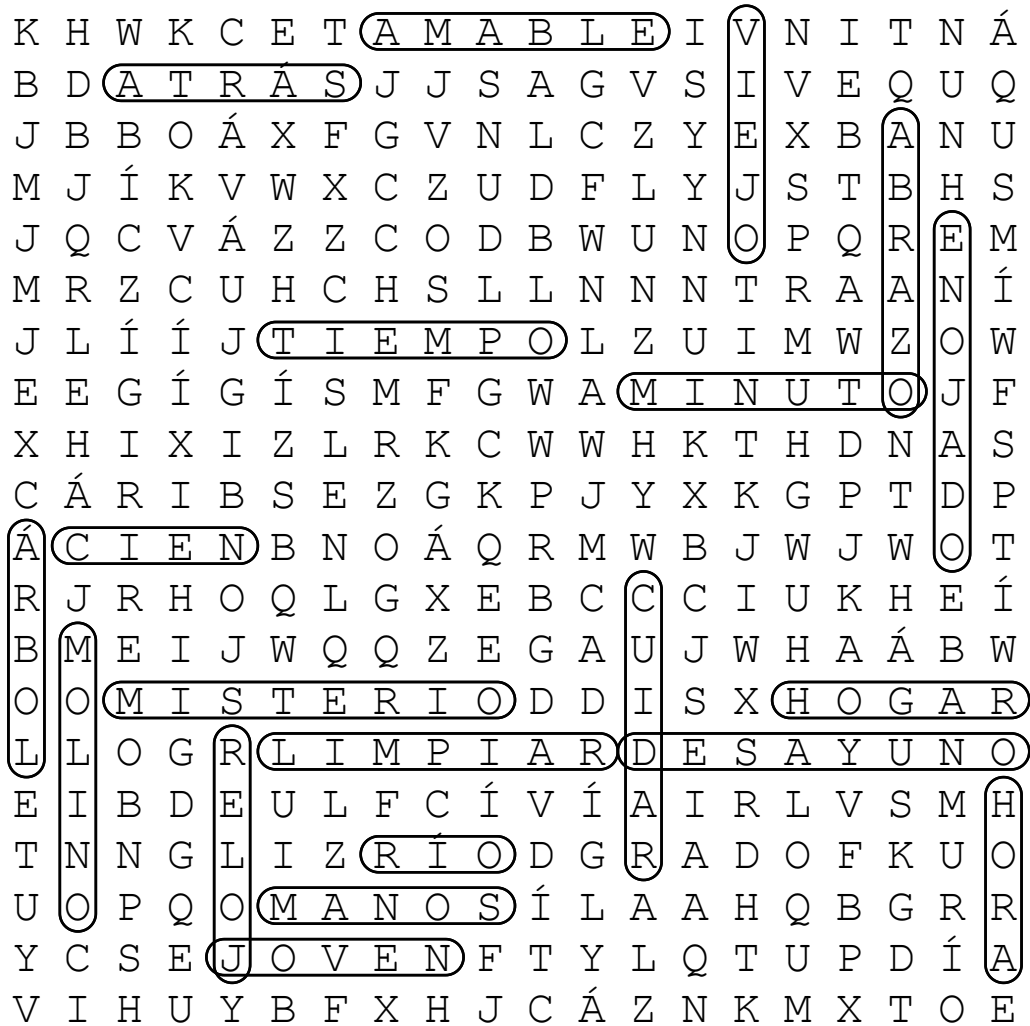 K H W K C E T A M A B L E I V N I T N Á
B D A T R Á S J J S A G V S I V E Q U Q
J B B O Á X F G V N L C Z Y E X B A N U
M J Í K V W X C Z U D F L Y J S T B H S
J Q C V Á Z Z C O D B W U N O P Q R E M
M R Z C U H C H S L L N N N T R A A N Í
J L Í Í J T I E M P O L Z U I M W Z O W
E E G Í G Í S M F G W A M I N U T O J F
X H I X I Z L R K C W W H K T H D N A S
C Á R I B S E Z G K P J Y X K G P T D P
Á C I E N B N O Á Q R M W B J W J W O T
R J R H O Q L G X E B C C C I U K H E Í
B M E I J W Q Q Z E G A U J W H A Á B W
O O M I S T E R I O D D I S X H O G A R
L L O G R L I M P I A R D E S A Y U N O
E I B D E U L F C Í V Í A I R L V S M H
T N N G L I Z R Í O D G R A D O F K U O
U O P Q O M A N O S Í L A A H Q B G R R
Y C S E J O V E N F T Y L Q T U P D Í A
V I H U Y B F X H J C Á Z N K M X T O E